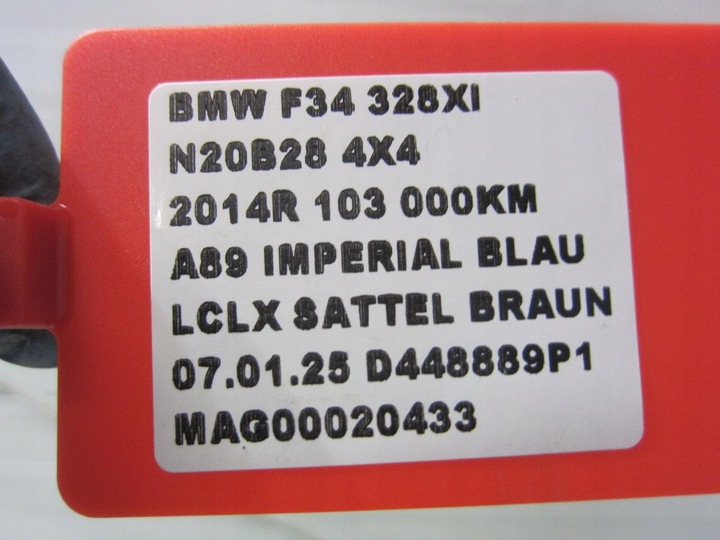 BMW F34 328XI
N20B28 4X4
2014R 103 000KM
A89 IMPERIAL BLAU
LCLX SATTEL BRAUN
07.01.25 D448889P1
MAG00020433